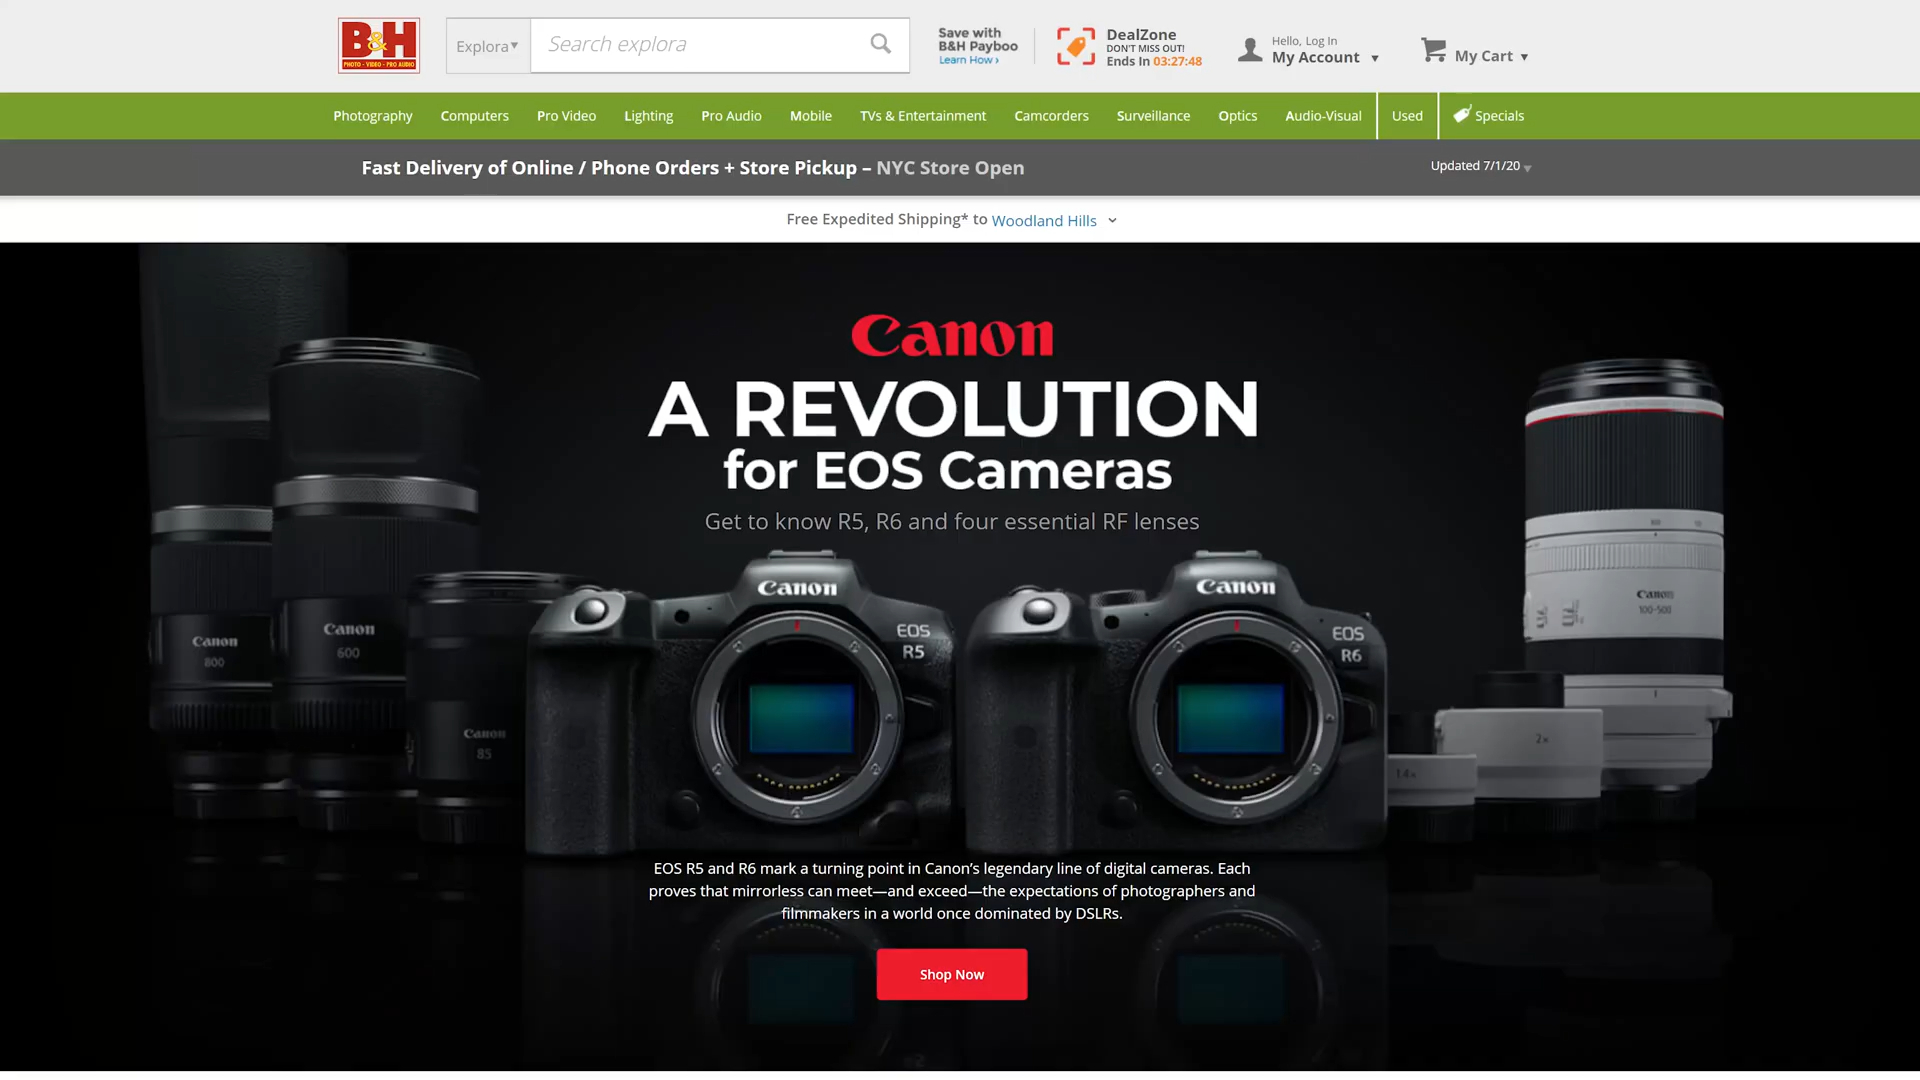 B&H
PHOTO - VIDEO - PRO AUDIO
Explora
Search explora
Save with
B&H Payboo
Learn How ›
DealZone
DON'T MISS OUT!
Ends In 03:27:48
Hello, Log In
My Account
My Cart
Photography
Computers
Pro Video
Lighting
Pro Audio
Mobile
TVs & Entertainment
Camcorders
Surveillance
Optics
Audio-Visual
Used
Specials
Fast Delivery of Online / Phone Orders + Store Pickup – NYC Store Open
Updated 7/1/20
Free Expedited Shipping* to Woodland Hills
Canon
A REVOLUTION
for EOS Cameras
Get to know R5, R6 and four essential RF lenses
Canon
800
Canon
600
Canon
85
Canon
EOS
R5
Canon
EOS
R6
1.4x
2x
Canon
100-500
EOS R5 and R6 mark a turning point in Canon’s legendary line of digital cameras. Each
proves that mirrorless can meet—and exceed—the expectations of photographers and
filmmakers in a world once dominated by DSLRs.
Shop Now